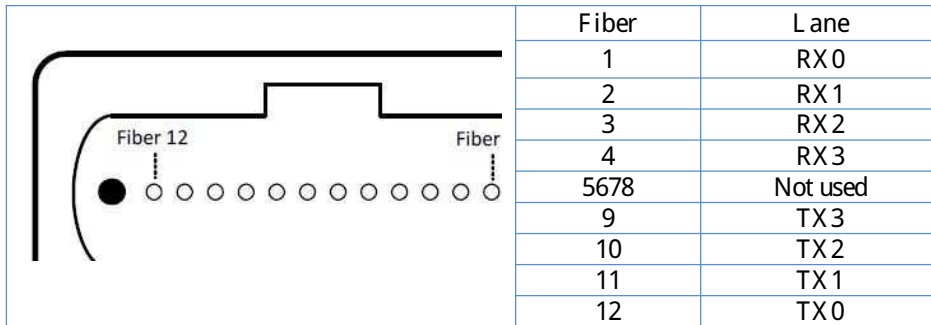 Fiber Lane
1 RX0
2 RX1
3 RX2
4 RX3
5678 Not used
9 TX3
10 TX2
11 TX1
12 TX0
Fiber 12 Fiber